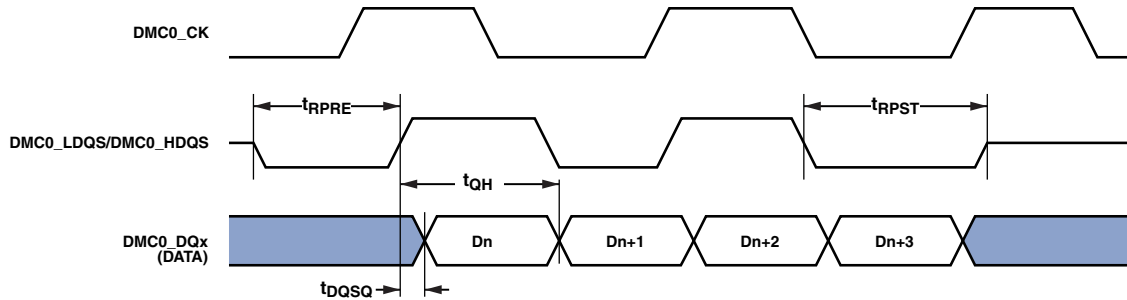 DMC0_CK
tRPRE
tRPST
DMC0_LDQS/DMC0_HDQS
tQH
DMC0_DQx
(DATA)
Dn
Dn+1
Dn+2
Dn+3
tDQSQ